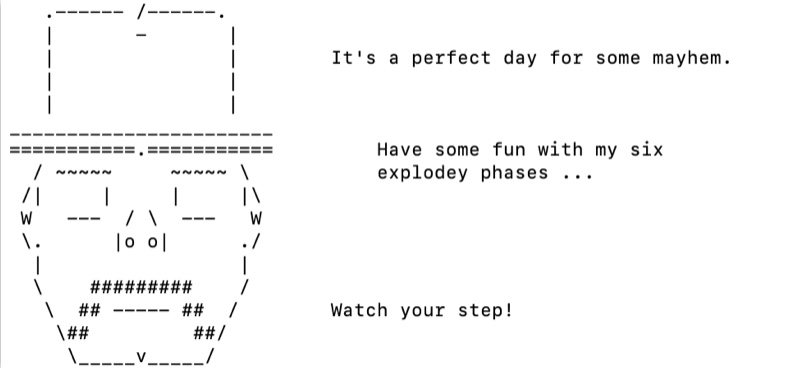 It's a perfect day for some mayhem.
Have some fun with my six
explodey phases ...
Watch your step!